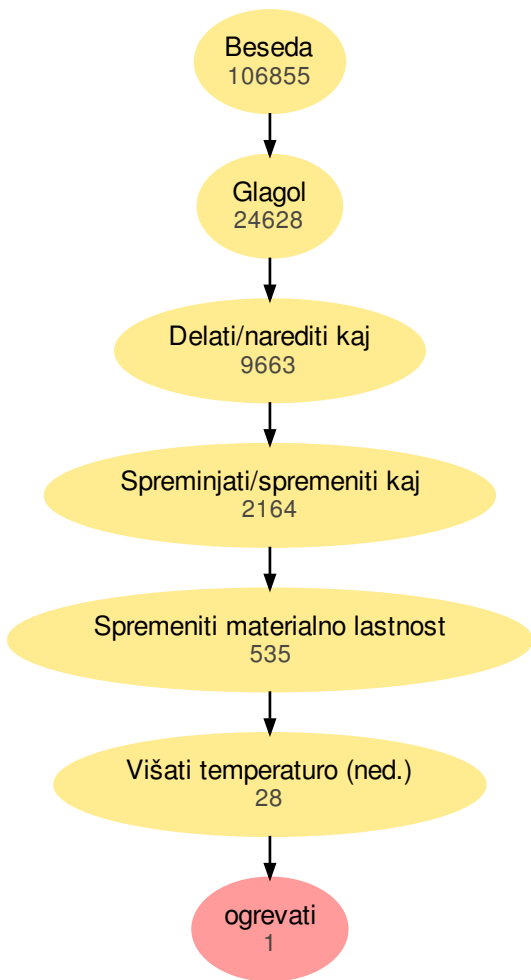 Beseda
106855
Glagol
24628
Delati/narediti kaj
9663
Spreminjati/spremeniti kaj
2164
Spremeniti materialno lastnost
535
Višati temperaturo (ned.)
28
ogrevati
1